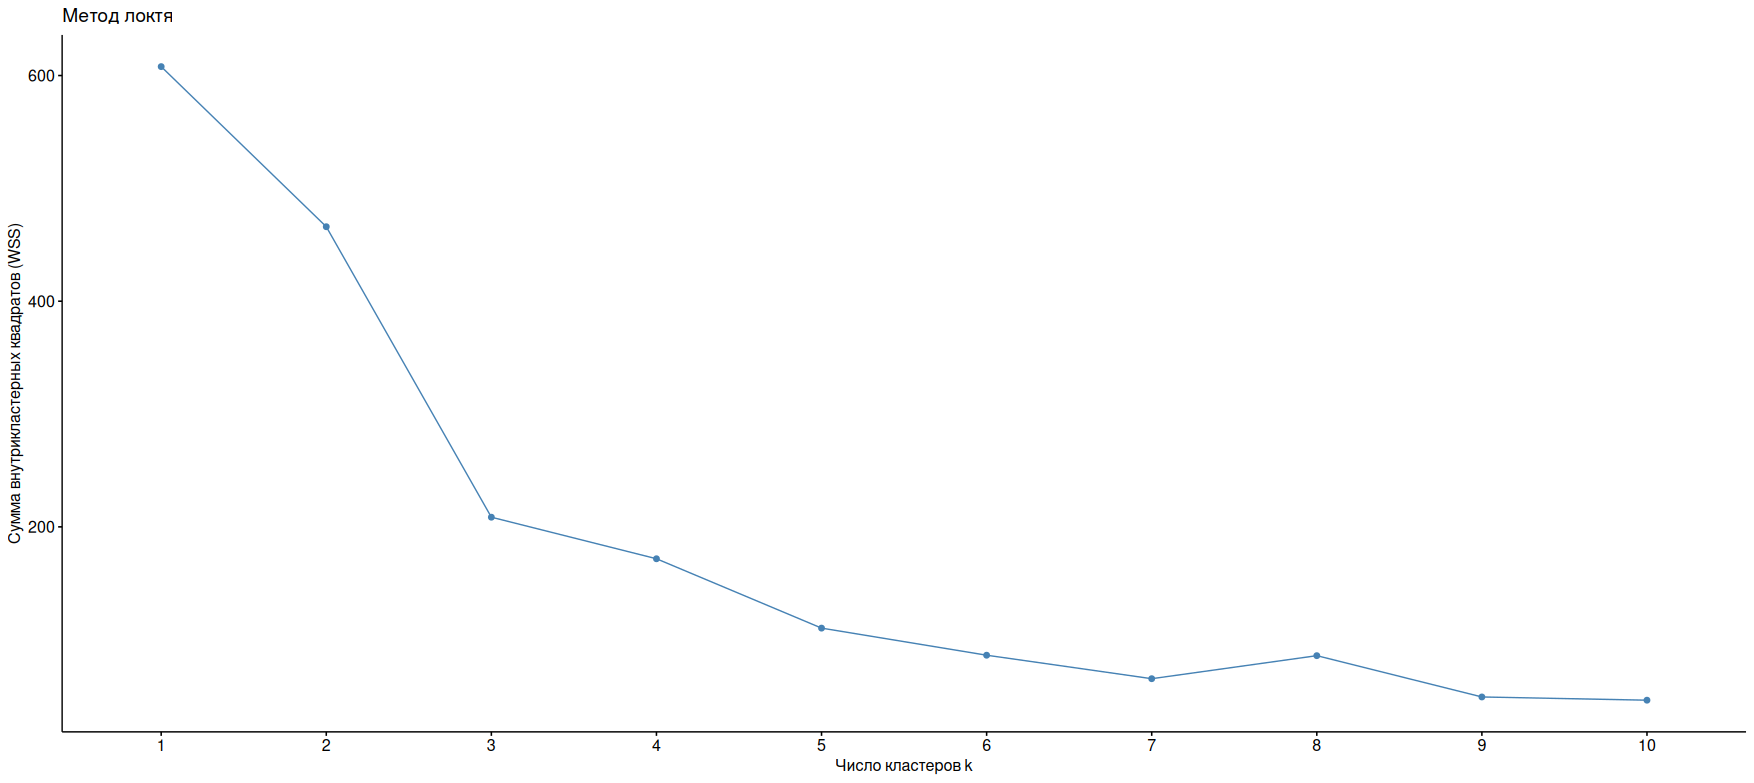 Метод локтя
Сумма внутрикластерных квадратов (WSS)
600
400
200
1 2 3 4 5 6 7 8 9 10
Число кластеров k